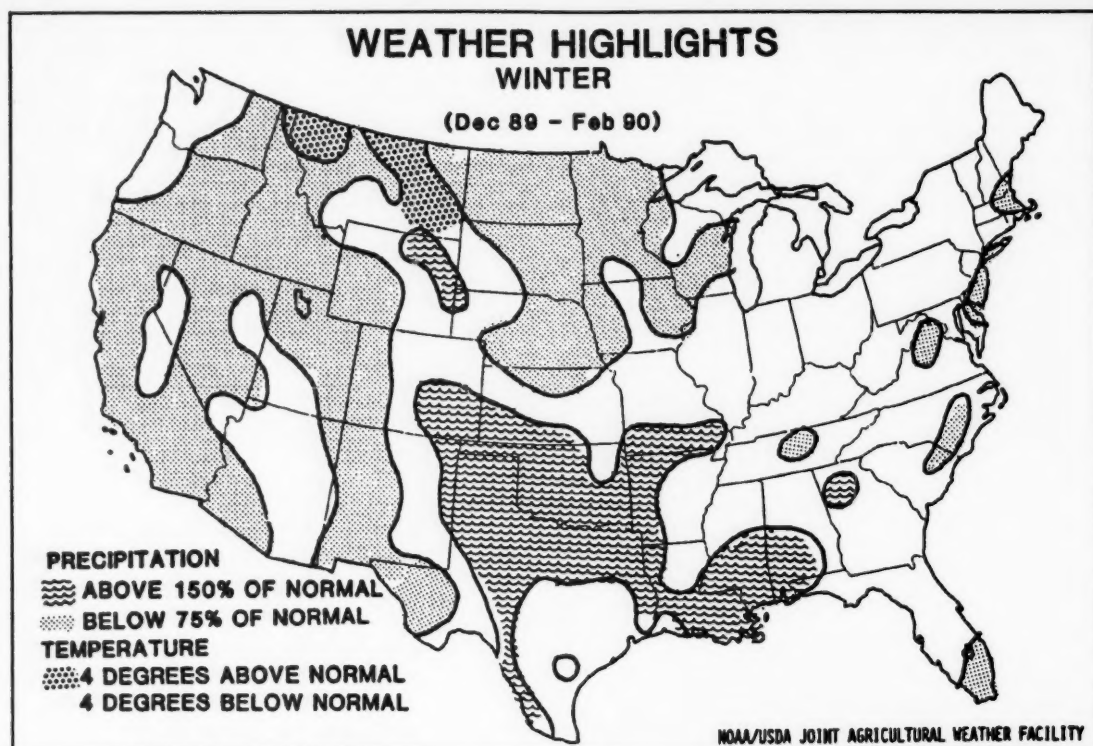 WEATHER HIGHLIGHTS
WINTER
(Dec 89 - Feb 90)
PRECIPITATION
ABOVE 150% OF NORMAL
BELOW 75% OF NORMAL
TEMPERATURE
4 DEGREES ABOVE NORMAL
4 DEGREES BELOW NORMAL
NOAA/USDA JOINT AGRICULTURAL WEATHER FACILITY